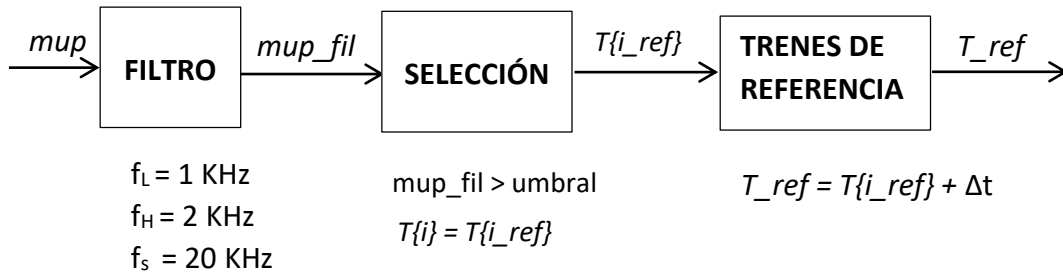 mup
FILTRO
mup_fil
SELECCIÓN
T{i_ref}
TRENES DE
REFERENCIA
T_ref
fL = 1 KHz
fH = 2 KHz
fs = 20 KHz
mup_fil > umbral
T{i} = T{i_ref}
T_ref = T{i_ref} + Δt